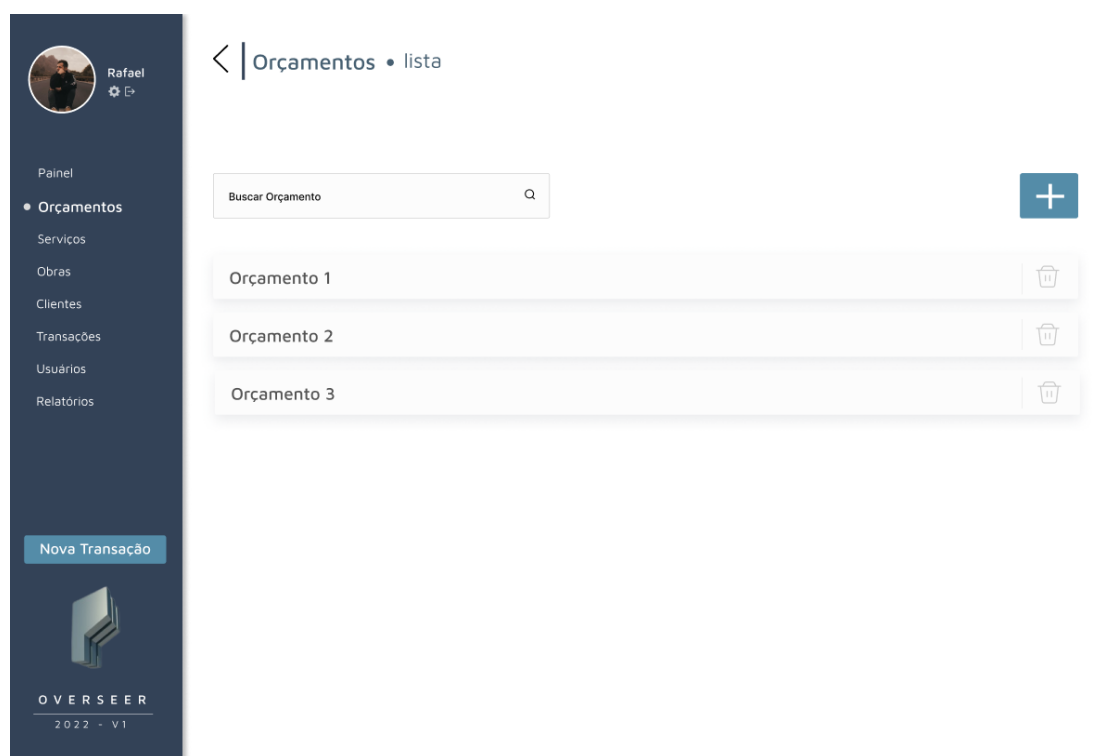 Rafael
Painel
Orçamentos
Serviços
Obras
Clientes
Transações
Usuários
Relatórios
Nova Transação
OVERSEER
2022 - V1
Orçamentos • lista
Buscar Orçamento
Orçamento 1
Orçamento 2
Orçamento 3